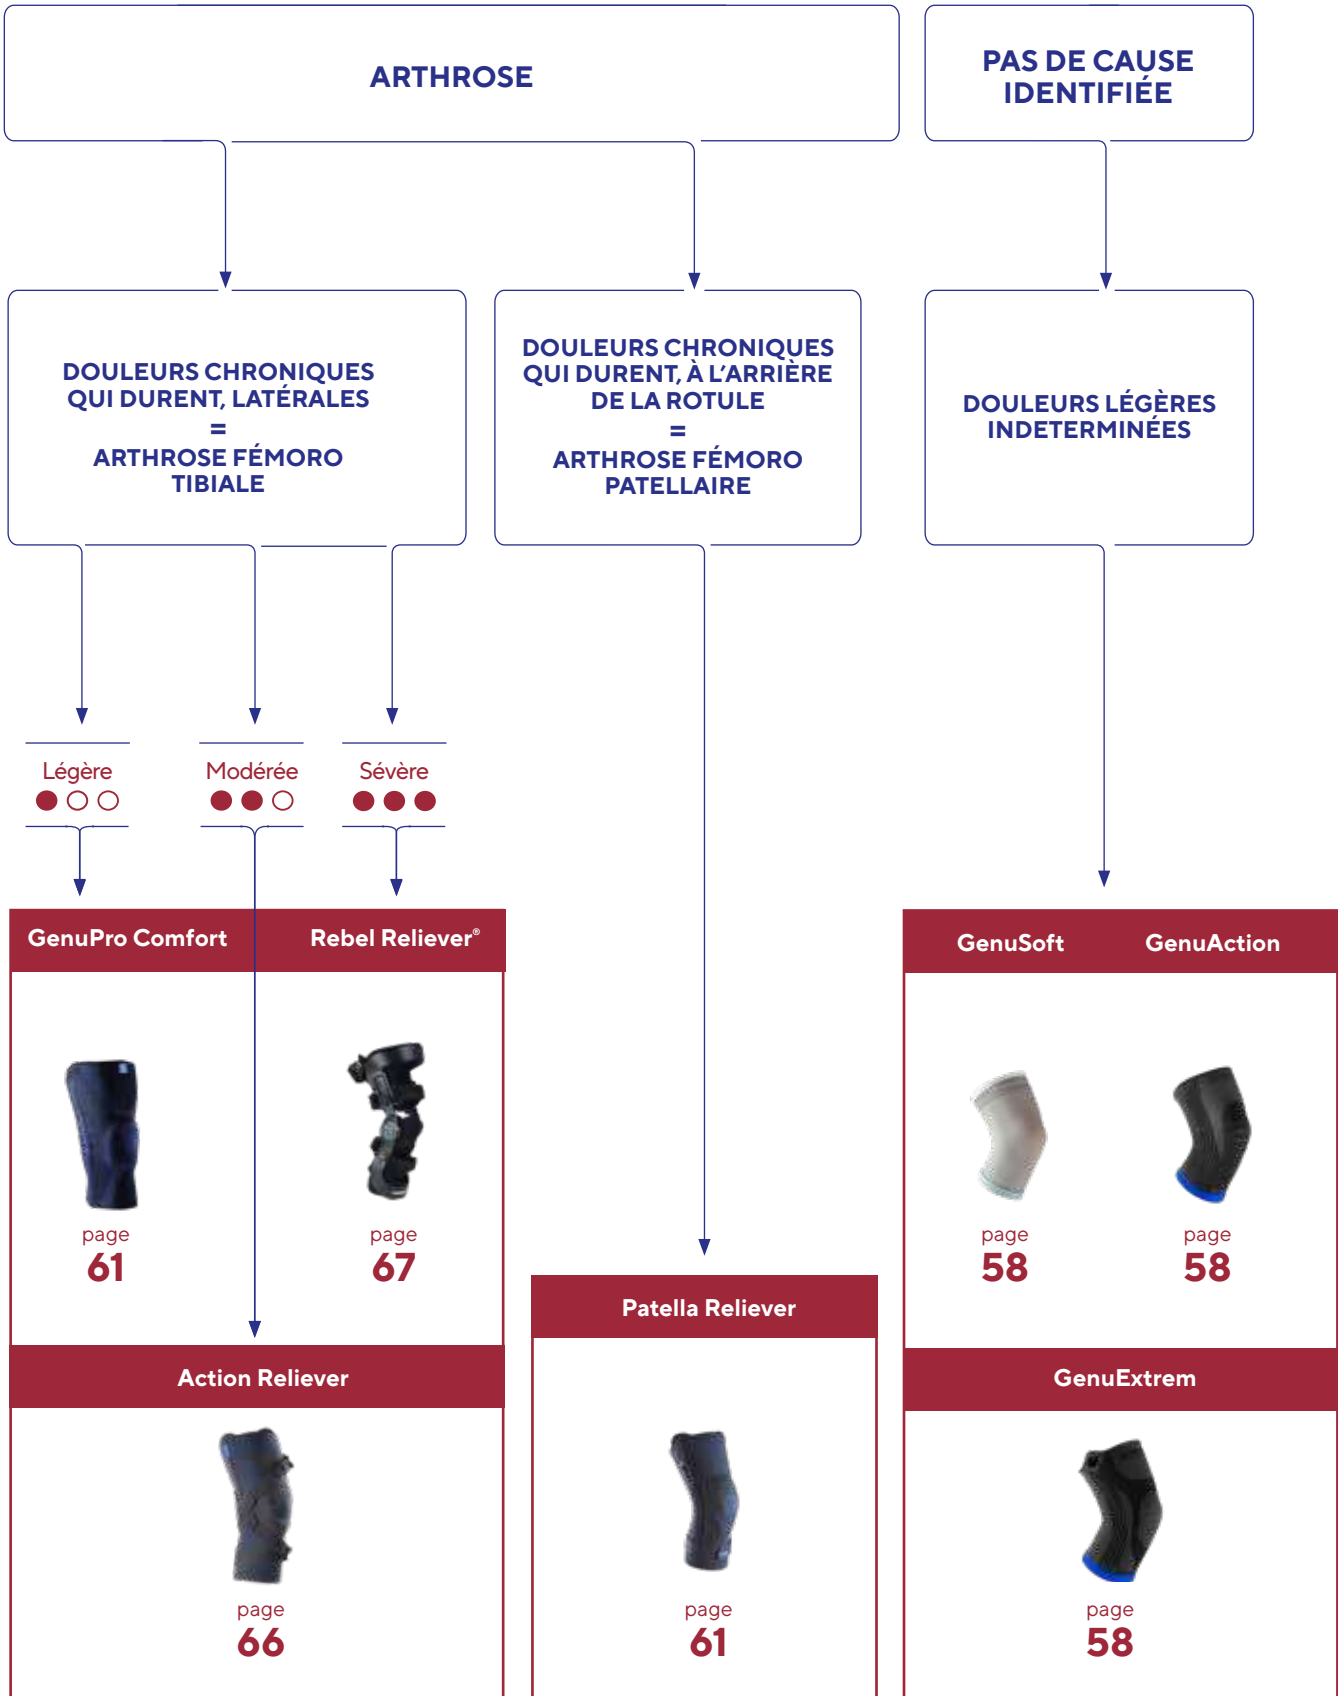 ARTHROSE
PAS DE CAUSE
IDENTIFIÉE
DOULEURS CHRONIQUES
QUI DURENT, LATÉRALES
=
ARTHROSE FÉMORO
TIBIALE
DOULEURS CHRONIQUES
QUI DURENT, À L'ARRIÈRE
DE LA ROTULE
=
ARTHROSE FÉMORO
PATELLAIRE
DOULEURS LÉGÈRES
INDETERMINÉES
Légère
Modérée
Sévère
GenuPro Comfort
Rebel Reliever®
GenuSoft
GenuAction
page
61
page
67
page
58
page
58
Patella Reliever
Action Reliever
GenuExtrem
page
66
page
61
page
58